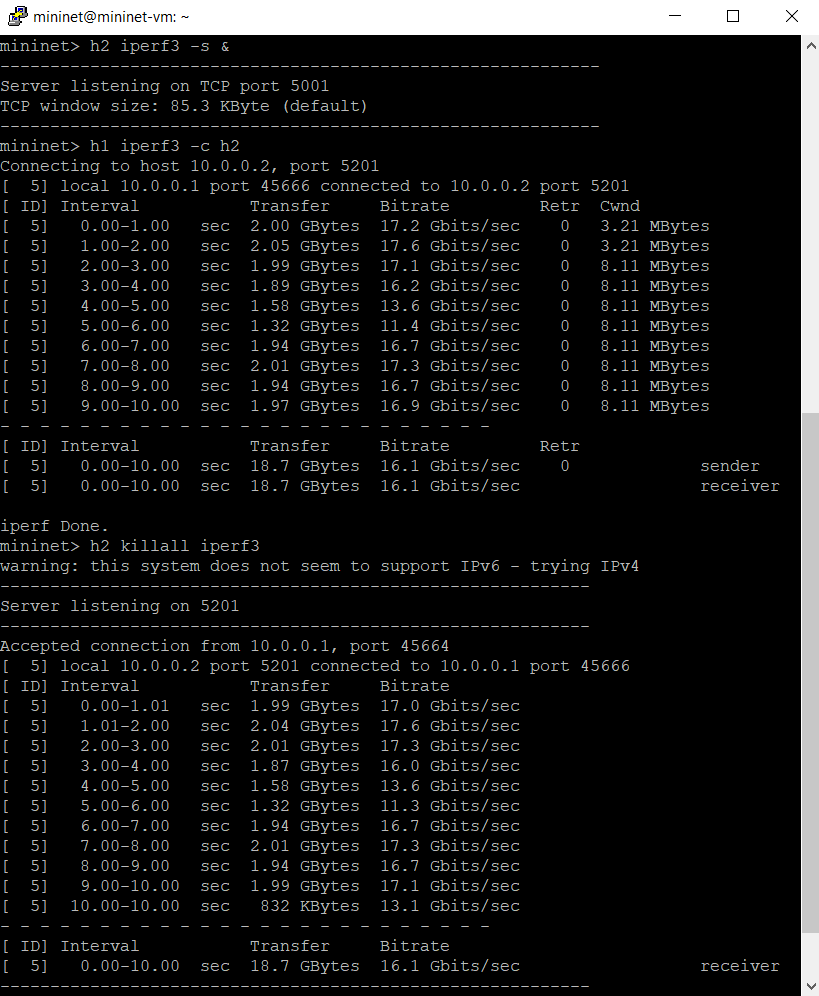 mininet@mininet-vm: ~
mininet> h2 iperf3 -s &
------------------------------------------------------------
Server listening on TCP port 5001
TCP window size: 85.3 KByte (default)
------------------------------------------------------------
mininet> h1 iperf3 -c h2
Connecting to host 10.0.0.2, port 5201
[  5] local 10.0.0.1 port 45666 connected to 10.0.0.2 port 5201
[ ID] Interval           Transfer     Bitrate         Retr  Cwnd
[  5]   0.00-1.00   sec  2.00 GBytes  17.2 Gbits/sec    0   3.21 MBytes
[  5]   1.00-2.00   sec  2.05 GBytes  17.6 Gbits/sec    0   3.21 MBytes
[  5]   2.00-3.00   sec  1.99 GBytes  17.1 Gbits/sec    0   8.11 MBytes
[  5]   3.00-4.00   sec  1.89 GBytes  16.2 Gbits/sec    0   8.11 MBytes
[  5]   4.00-5.00   sec  1.58 GBytes  13.6 Gbits/sec    0   8.11 MBytes
[  5]   5.00-6.00   sec  1.32 GBytes  11.4 Gbits/sec    0   8.11 MBytes
[  5]   6.00-7.00   sec  1.94 GBytes  16.7 Gbits/sec    0   8.11 MBytes
[  5]   7.00-8.00   sec  2.01 GBytes  17.3 Gbits/sec    0   8.11 MBytes
[  5]   8.00-9.00   sec  1.94 GBytes  16.7 Gbits/sec    0   8.11 MBytes
[  5]   9.00-10.00  sec  1.97 GBytes  16.9 Gbits/sec    0   8.11 MBytes
- - - - - - - - - - - - - - - - - - - - - - - - -
[ ID] Interval           Transfer     Bitrate         Retr
[  5]   0.00-10.00  sec  18.7 GBytes  16.1 Gbits/sec    0             sender
[  5]   0.00-10.00  sec  18.7 GBytes  16.1 Gbits/sec                  receiver
iperf Done.
mininet> h2 killall iperf3
warning: this system does not seem to support IPv6 - trying IPv4
-----------------------------------------------------------
Server listening on 5201
-----------------------------------------------------------
Accepted connection from 10.0.0.1, port 45664
[  5] local 10.0.0.2 port 5201 connected to 10.0.0.1 port 45666
[ ID] Interval           Transfer     Bitrate
[  5]   0.00-1.01   sec  1.99 GBytes  17.0 Gbits/sec
[  5]   1.01-2.00   sec  2.04 GBytes  17.6 Gbits/sec
[  5]   2.00-3.00   sec  2.01 GBytes  17.3 Gbits/sec
[  5]   3.00-4.00   sec  1.87 GBytes  16.0 Gbits/sec
[  5]   4.00-5.00   sec  1.58 GBytes  13.6 Gbits/sec
[  5]   5.00-6.00   sec  1.32 GBytes  11.3 Gbits/sec
[  5]   6.00-7.00   sec  1.94 GBytes  16.7 Gbits/sec
[  5]   7.00-8.00   sec  2.01 GBytes  17.3 Gbits/sec
[  5]   8.00-9.00   sec  1.94 GBytes  16.7 Gbits/sec
[  5]   9.00-10.00  sec  1.99 GBytes  17.1 Gbits/sec
[  5]  10.00-10.00  sec   832 KBytes  13.1 Gbits/sec
- - - - - - - - - - - - - - - - - - - - - - - - -
[ ID] Interval           Transfer     Bitrate
[  5]   0.00-10.00  sec  18.7 GBytes  16.1 Gbits/sec                  receiver
-----------------------------------------------------------